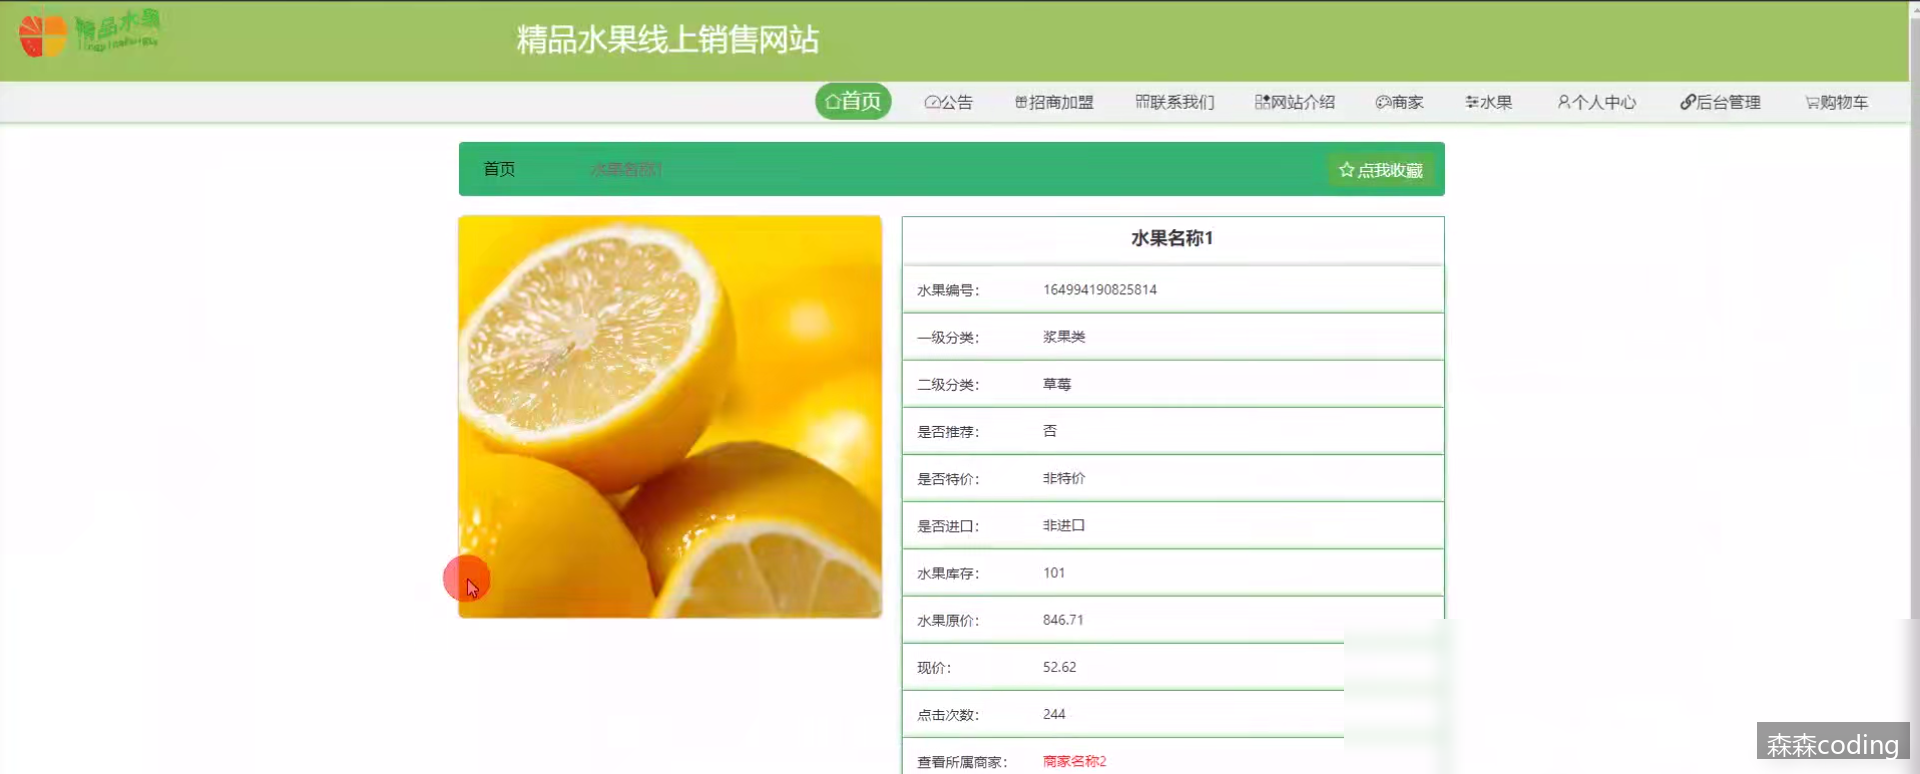 精品水果
精品水果线上销售网站
首页 公告 招商加盟 联系我们 网站介绍 商家 水果 个人中心 后台管理 购物车
首页 水果名称1 点我收藏
水果名称1
水果编号： 164994190825814
一级分类： 浆果类
二级分类： 草莓
是否推荐： 否
是否特价： 非特价
是否进口： 非进口
水果库存： 101
水果原价： 846.71
现价： 52.62
点击次数： 244
查看所属商家： 商家名称2
森森coding